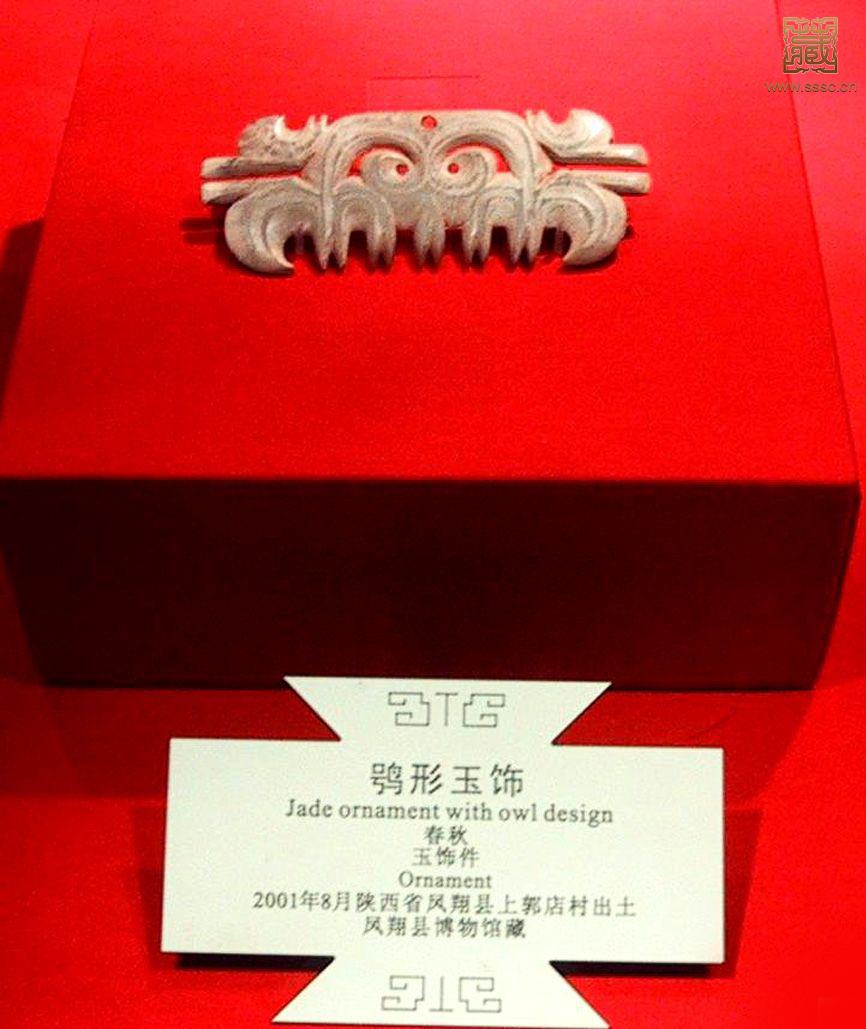 藏
www.sssc.cn
鸮形玉饰
Jade ornament with owl design
春秋
玉饰件
Ornament
2001年8月陕西省凤翔县上郭店村出土
凤翔县博物馆藏